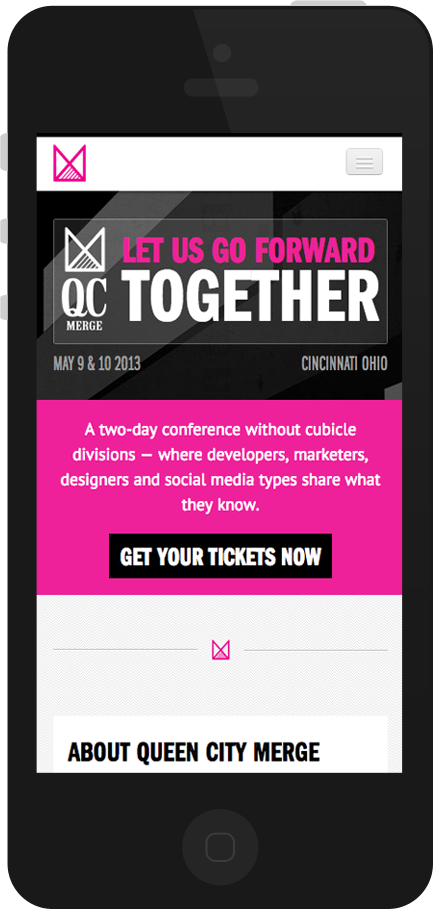 LET US GO FORWARD
TOGETHER
QC
MERGE
MAY 9 & 10 2013
CINCINNATI OHIO
A two-day conference without cubicle
divisions — where developers, marketers,
designers and social media types share what
they know.
GET YOUR TICKETS NOW
ABOUT QUEEN CITY MERGE